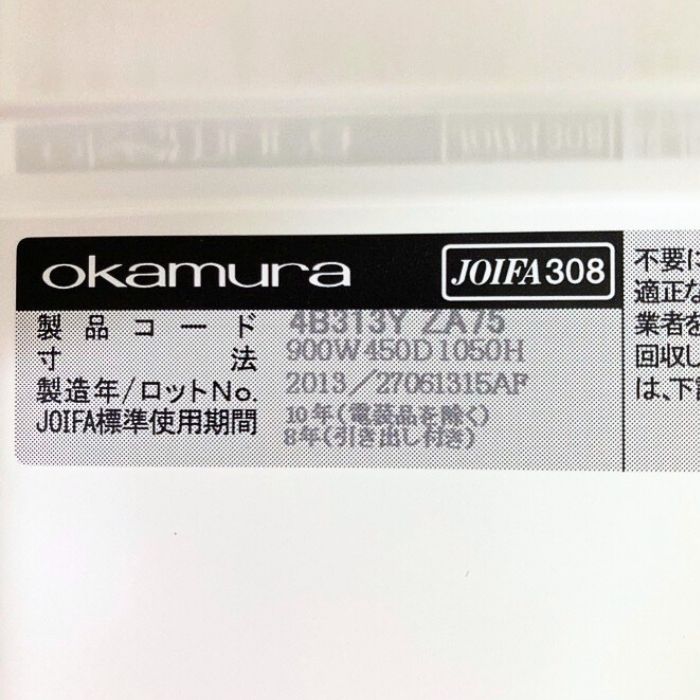 okamura JOIFA308
製品コード 4B313Y ZA75
寸法 900W450D1050H
製造年/ロットNo. 2013/27061315AF
JOIFA標準使用期間 10年(電装品を除く)
8年(引き出し付き)
不要に
適正な
業者を
回収し
は、下